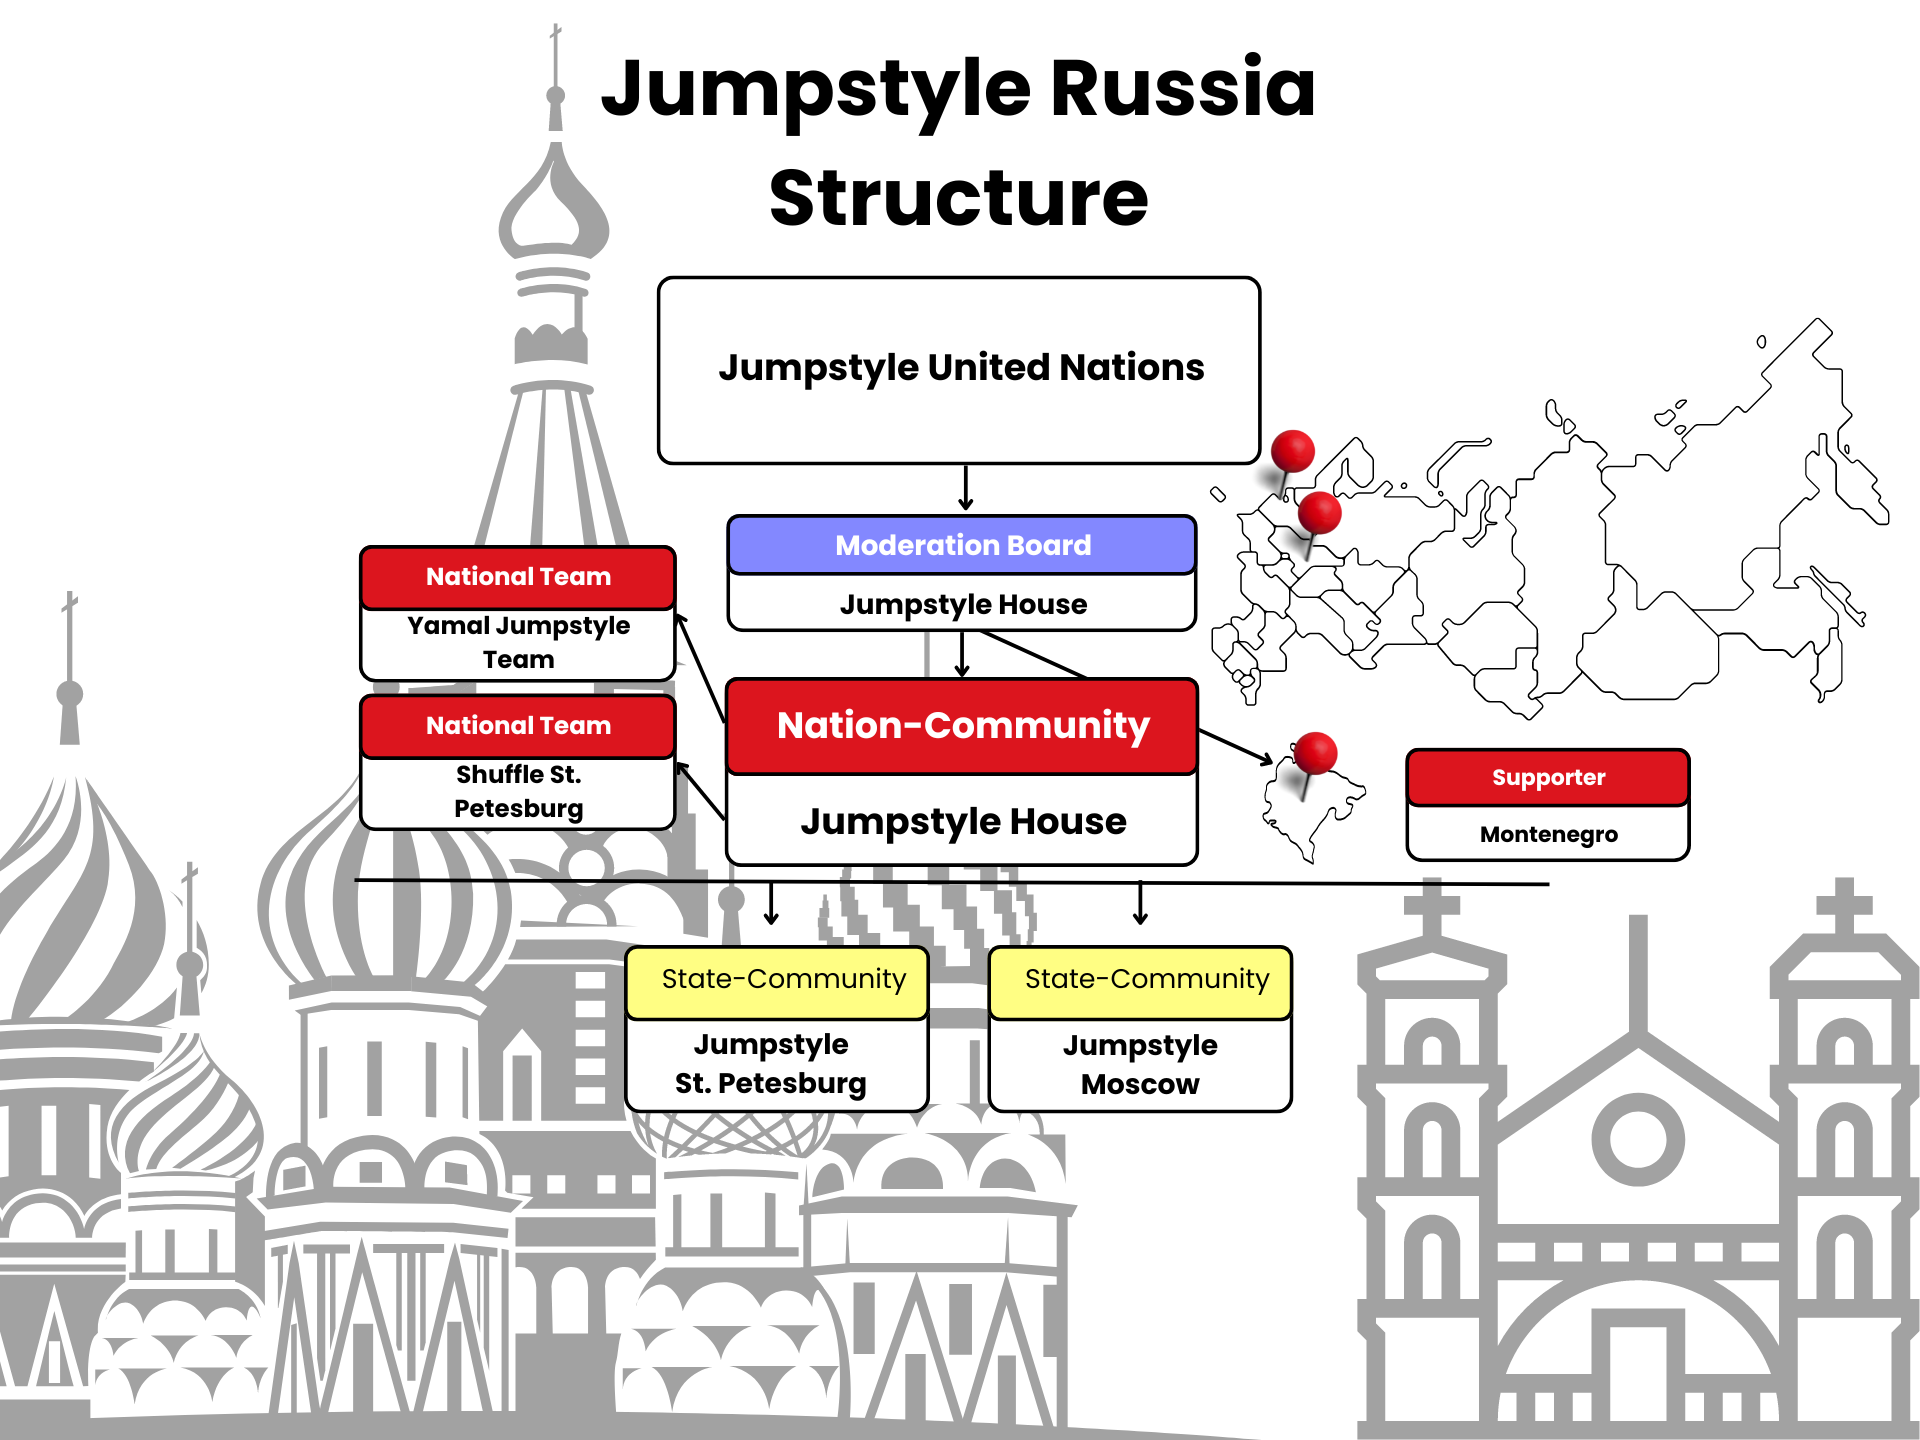 Jumpstyle Russia
Structure
Jumpstyle United Nations
Moderation Board
Jumpstyle House
National Team
Yamal Jumpstyle
Team
National Team
Shuffle St.
Petesburg
Nation-Community
Jumpstyle House
Supporter
Montenegro
State-Community
Jumpstyle
St. Petesburg
State-Community
Jumpstyle
Moscow